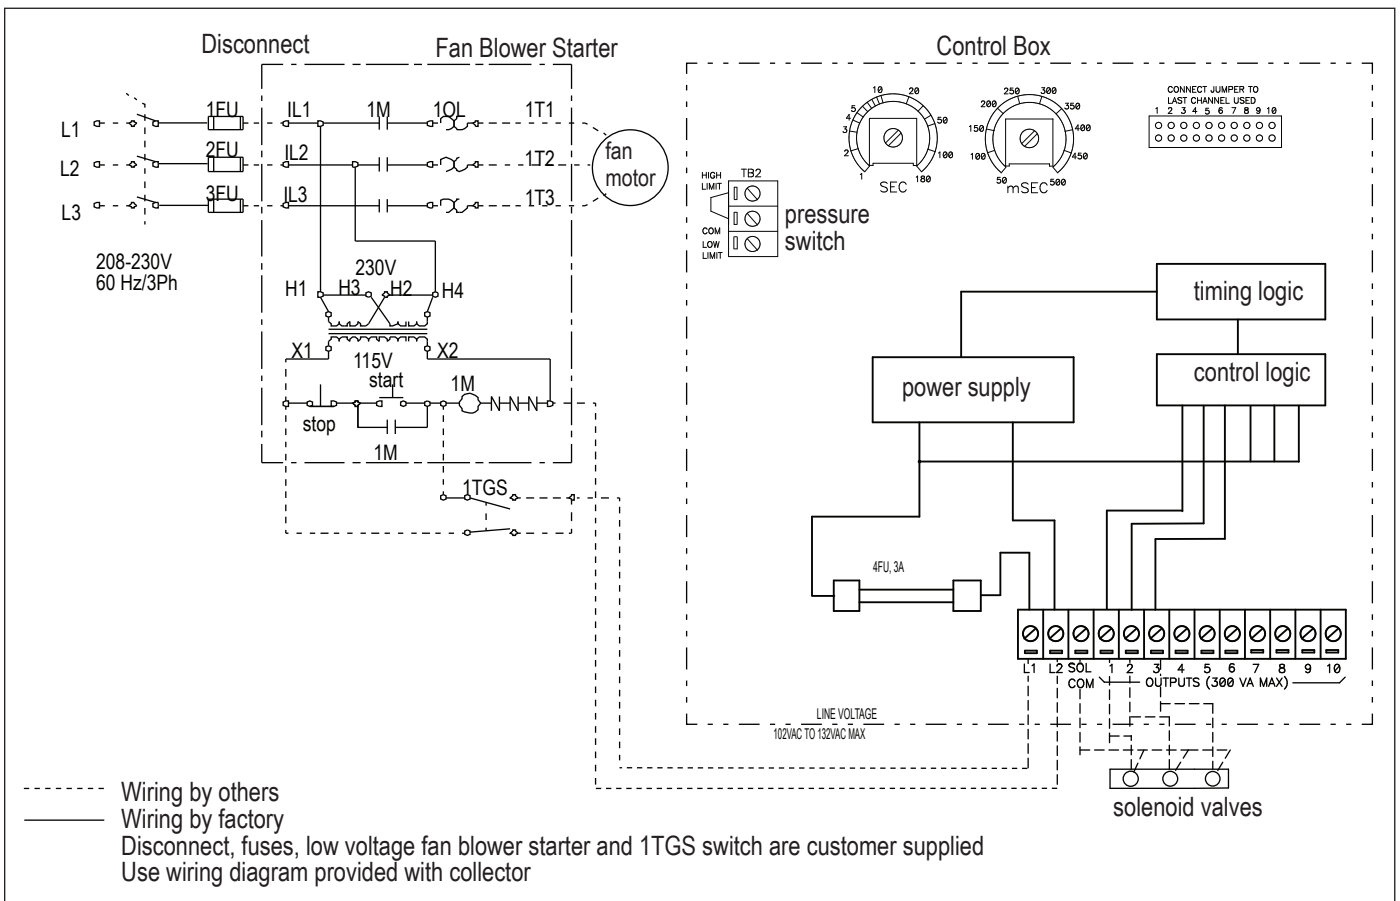 Disconnect
Fan Blower Starter
Control Box
L1
1FU
IL1
1M
1OL
1T1
L2
2FU
IL2
1T2
L3
3FU
IL3
1T3
fan
motor
208-230V
60 Hz/3Ph
230V
H1
H3
H2
H4
X1
X2
115V
start
1M
stop
1M
1TGS
1 2 3 4 5 10 20 50 100 180
SEC
50 100 150 200 250 300 350 400 450 500
mSEC
CONNECT JUMPER TO
LAST CHANNEL USED
1 2 3 4 5 6 7 8 9 10
HIGH
LIMIT
TB2
COM
LOW
LIMIT
pressure
switch
timing logic
power supply
control logic
4FU, 3A
L1 L2 SOL 1 2 3 4 5 6 7 8 9 10
COM OUTPUTS (300 VA MAX)
LINE VOLTAGE
102VAC TO 132VAC MAX
solenoid valves
Wiring by others
Wiring by factory
Disconnect, fuses, low voltage fan blower starter and 1TGS switch are customer supplied
Use wiring diagram provided with collector